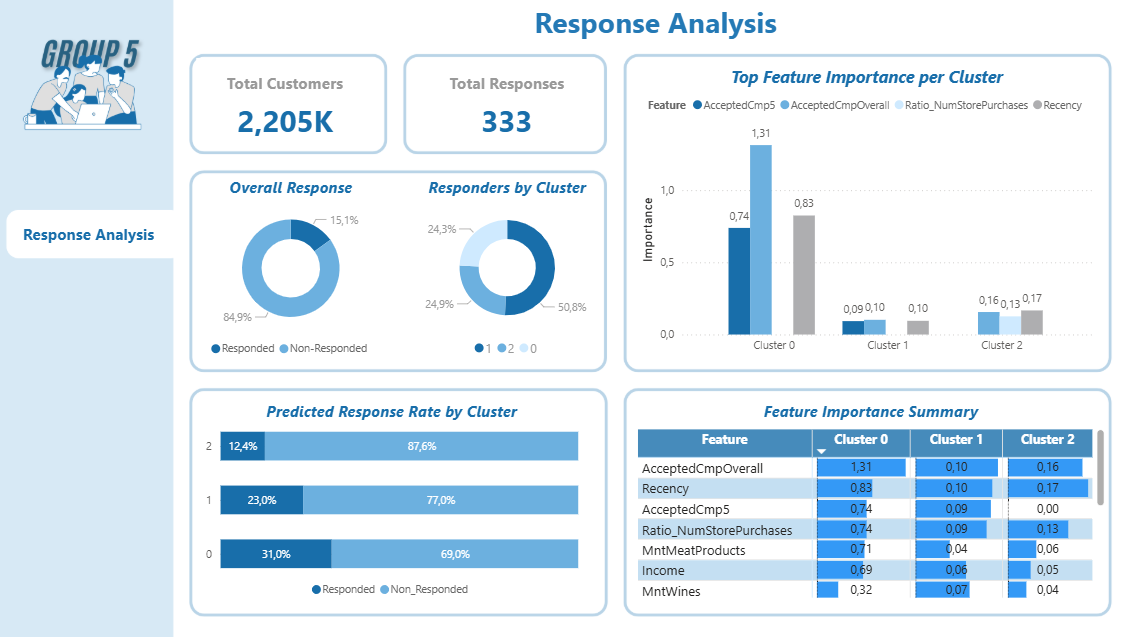 Response Analysis
GROUP 5
Response Analysis
Total Customers
2,205K
Total Responses
333
Overall Response
15,1%
84,9%
Responded Non-Responded
Responders by Cluster
24,3%
24,9%
50,8%
1 2 0
Top Feature Importance per Cluster
Feature AcceptedCmp5 AcceptedCmpOverall Ratio_NumStorePurchases Recency
Importance
1,0
0,5
0,0
0,74
1,31
0,83
0,09
0,10
0,10
0,16
0,13
0,17
Cluster 0
Cluster 1
Cluster 2
Predicted Response Rate by Cluster
2 12,4% 87,6%
1 23,0% 77,0%
0 31,0% 69,0%
Responded Non_Responded
Feature Importance Summary
Feature Cluster 0 Cluster 1 Cluster 2
AcceptedCmpOverall 1,31 0,10 0,16
Recency 0,83 0,10 0,17
AcceptedCmp5 0,74 0,09 0,00
Ratio_NumStorePurchases 0,74 0,09 0,13
MntMeatProducts 0,71 0,04 0,06
Income 0,69 0,06 0,05
MntWines 0,32 0,07 0,04